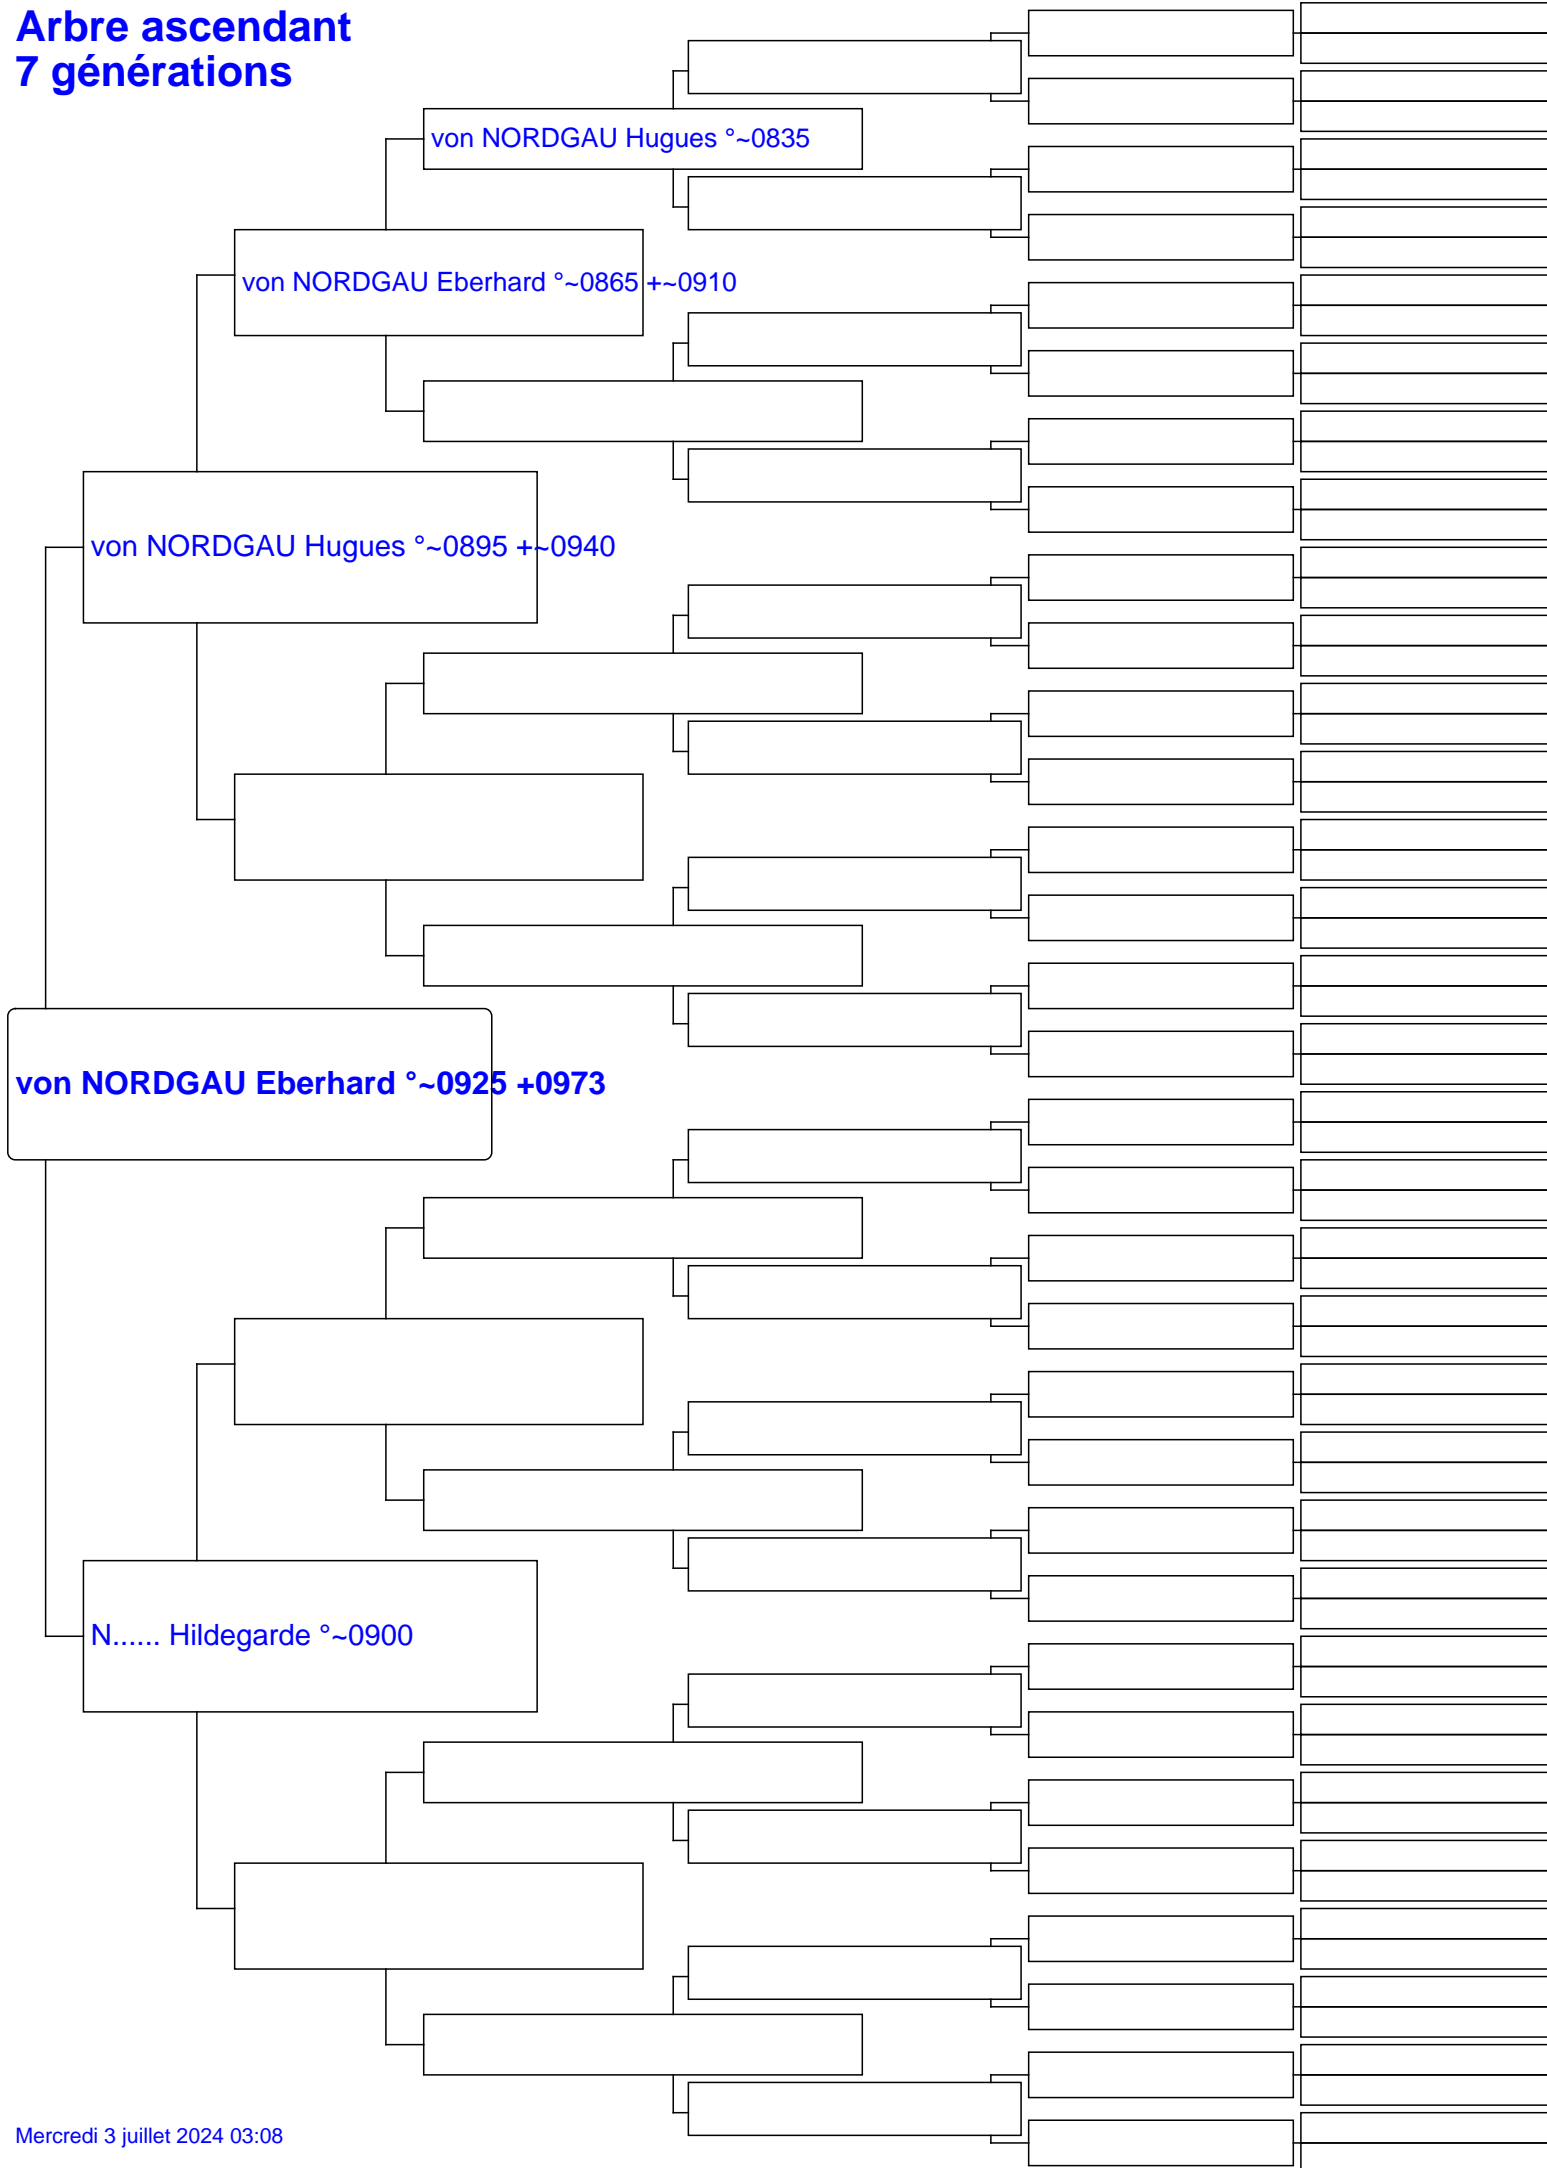 Arbre ascendant
7 générations
von NORDGAU Hugues °~0835
von NORDGAU Eberhard °~0865 +~0910
von NORDGAU Hugues °~0895 +~0940
von NORDGAU Eberhard °~0925 +0973
N...... Hildegarde °~0900
Mercredi 3 juillet 2024 03:08